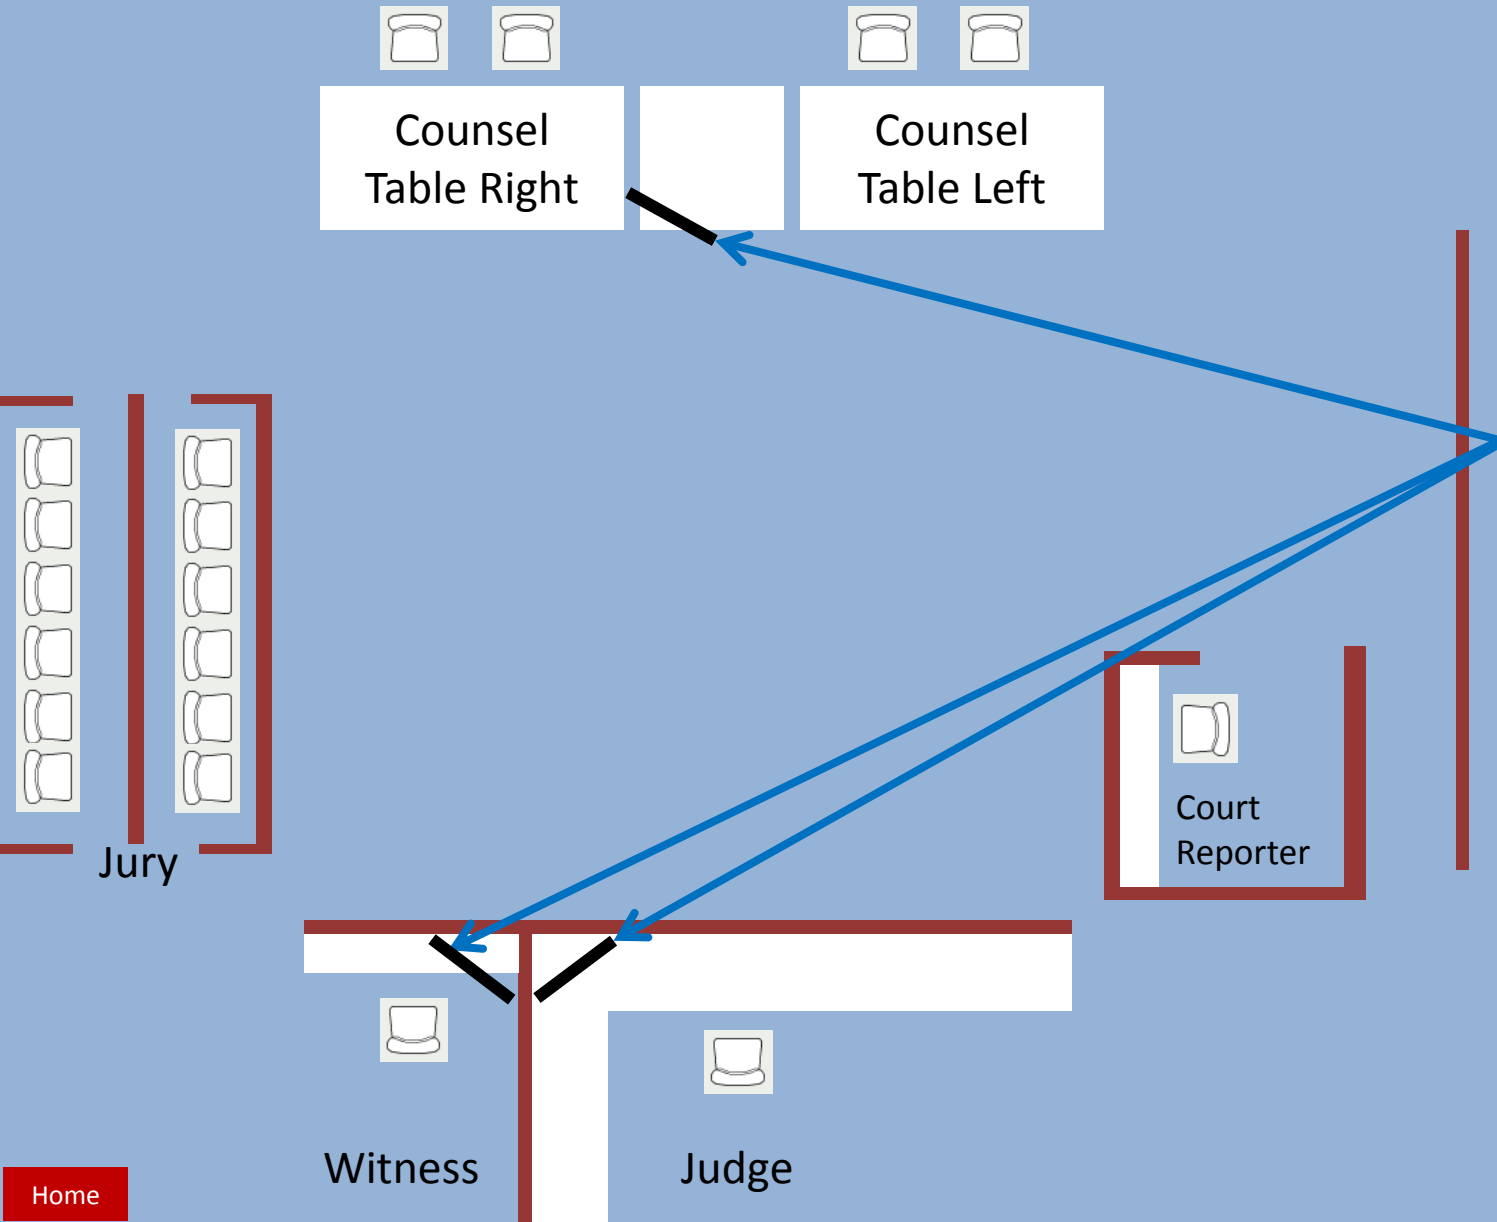 Counsel
Table Right
Counsel
Table Left
Court
Reporter
Jury
Witness
Judge
Home